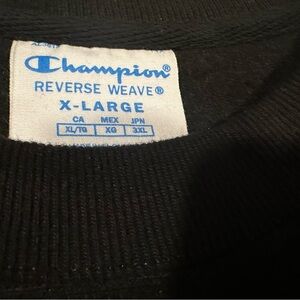 Champion®
REVERSE WEAVE®
X-LARGE
CA MEX JPN
XL/TG XG 3XL